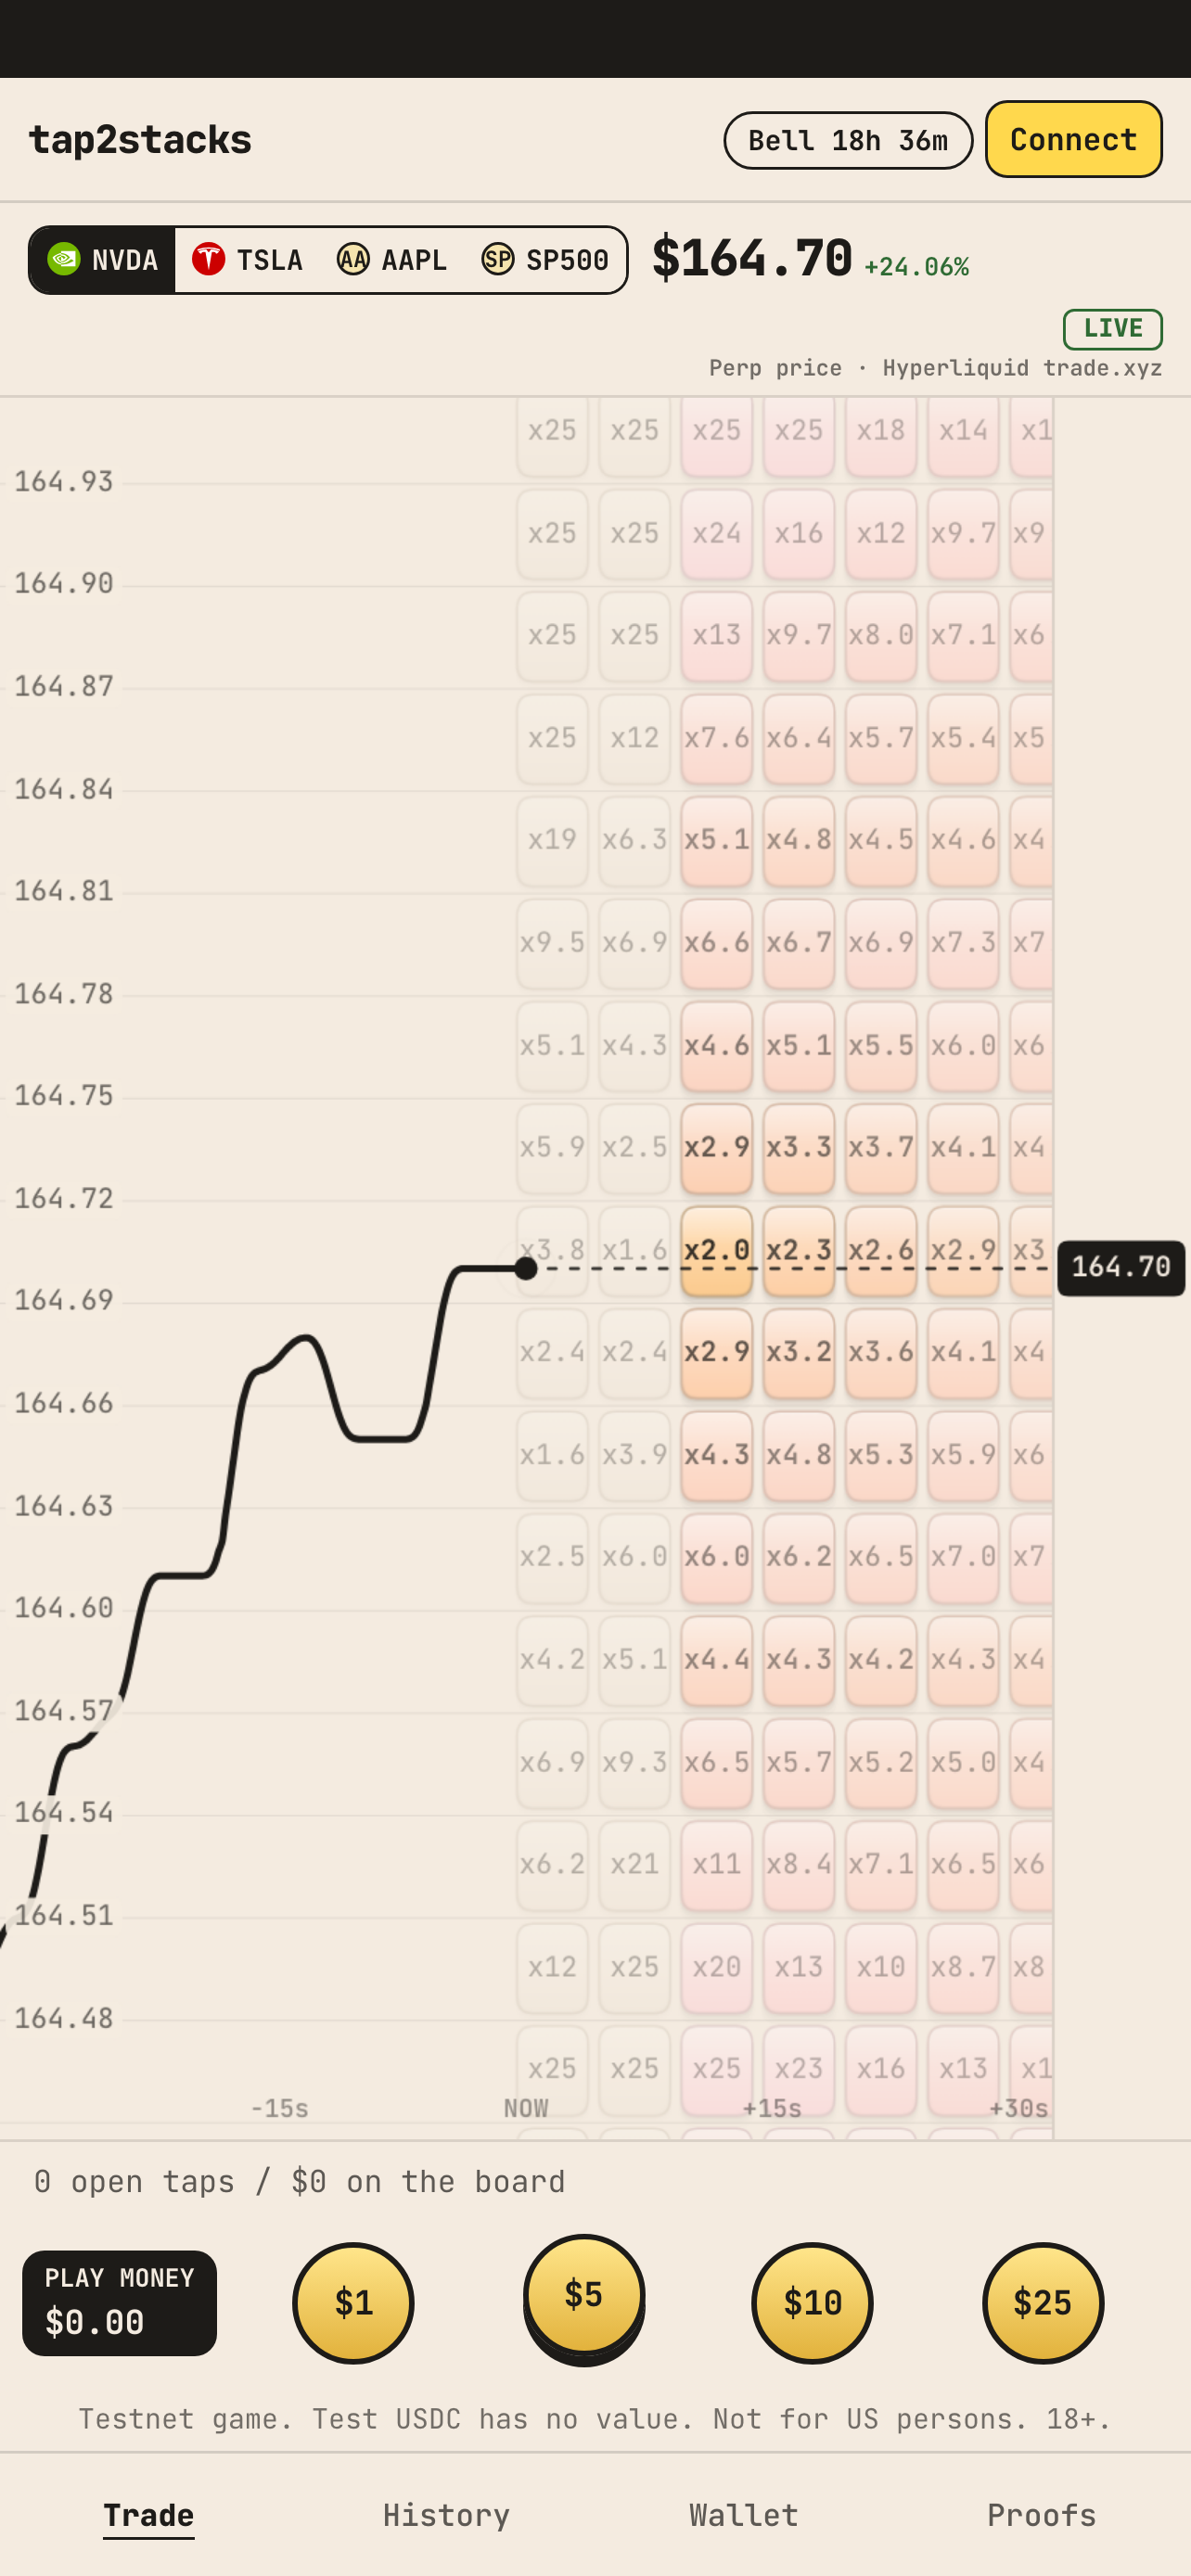 tap2stacks
Bell 18h 36m
Connect
NVDA TSLA AA AAPL SP SP500
$164.70 +24.06%
LIVE
Perp price · Hyperliquid trade.xyz
x25 x25 x25 x25 x18 x14 x1
164.93
x25 x25 x24 x16 x12 x9.7 x9
164.90
x25 x25 x13 x9.7 x8.0 x7.1 x6
164.87
x25 x12 x7.6 x6.4 x5.7 x5.4 x5
164.84
x19 x6.3 x5.1 x4.8 x4.5 x4.6 x4
164.81
x9.5 x6.9 x6.6 x6.7 x6.9 x7.3 x7
164.78
x5.1 x4.3 x4.6 x5.1 x5.5 x6.0 x6
164.75
x5.9 x2.5 x2.9 x3.3 x3.7 x4.1 x4
164.72
x3.8 x1.6 x2.0 x2.3 x2.6 x2.9 x3
164.70
164.69
x2.4 x2.4 x2.9 x3.2 x3.6 x4.1 x4
164.66
x1.6 x3.9 x4.3 x4.8 x5.3 x5.9 x6
164.63
x2.5 x6.0 x6.0 x6.2 x6.5 x7.0 x7
164.60
x4.2 x5.1 x4.4 x4.3 x4.2 x4.3 x4
164.57
x6.9 x9.3 x6.5 x5.7 x5.2 x5.0 x4
164.54
x6.2 x21 x11 x8.4 x7.1 x6.5 x6
164.51
x12 x25 x20 x13 x10 x8.7 x8
164.48
x25 x25 x25 x23 x16 x13 x1
-15s NOW +15s +30s
0 open taps / $0 on the board
PLAY MONEY
$0.00
$1 $5 $10 $25
Testnet game. Test USDC has no value. Not for US persons. 18+.
Trade History Wallet Proofs